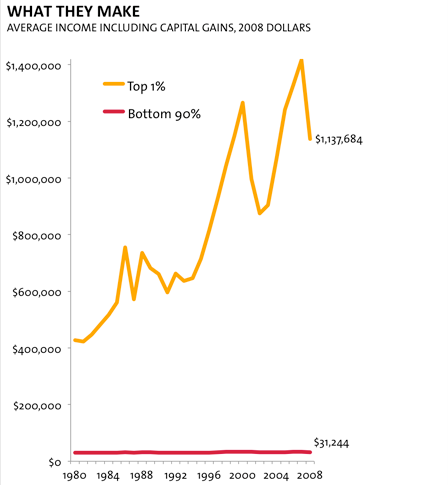 WHAT THEY MAKE
AVERAGE INCOME INCLUDING CAPITAL GAINS, 2008 DOLLARS
$1,400,000
Top 1%
Bottom 90%
$1,200,000
$1,137,684
$1,000,000
$800,000
$600,000
$400,000
$200,000
$31,244
$0
1980 1984 1988 1992 1996 2000 2004 2008